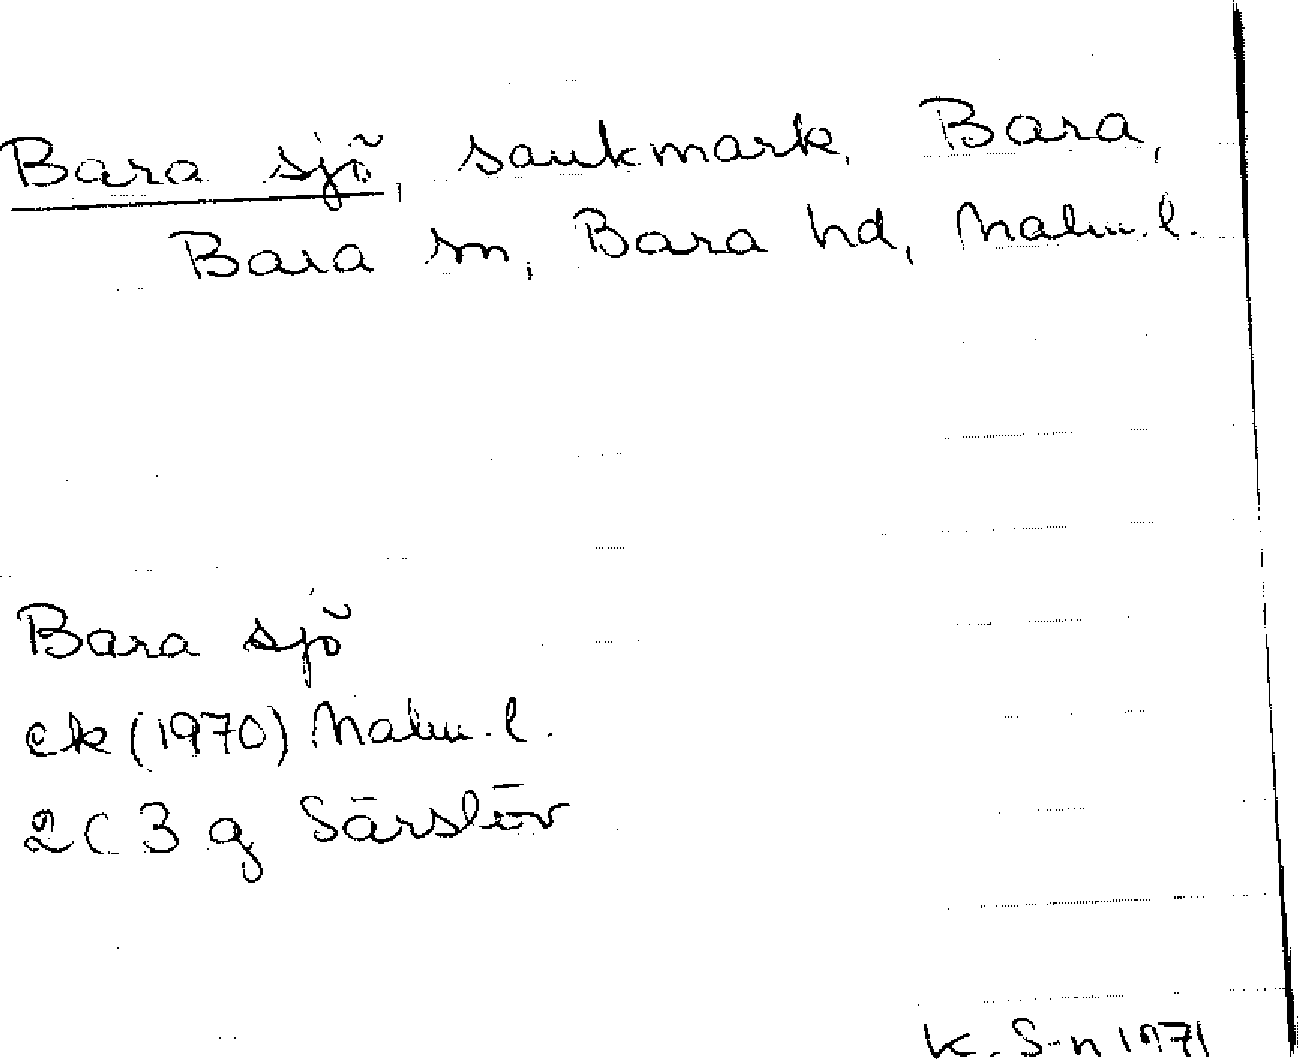 Bara sjö, sankmark, Bara,
Bara sn, Bara hd, Malm.l.
Bara sjö
ek (1970) Malm.l.
2C 3 g Särslöv
K. S-n 1971